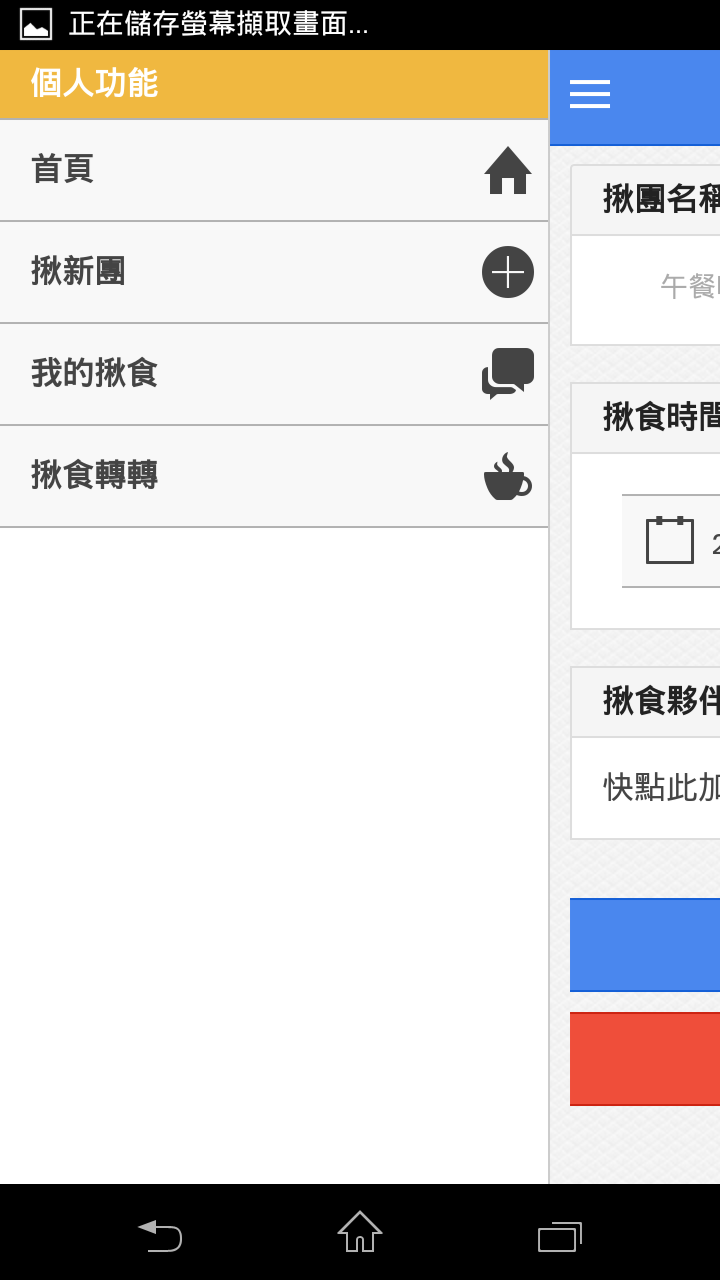 正在儲存螢幕擷取畫面...
個人功能
首頁
揪新團
我的揪食
揪食轉轉
揪團名稱
午餐
揪食時間
2
揪食夥伴
快點此加